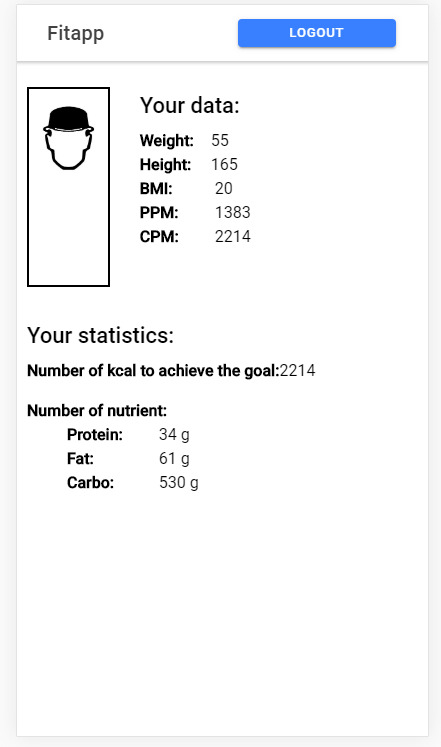 Fitapp
LOGOUT
Your data:
Weight: 55
Height: 165
BMI: 20
PPM: 1383
CPM: 2214
Your statistics:
Number of kcal to achieve the goal:2214
Number of nutrient:
Protein: 34 g
Fat: 61 g
Carbo: 530 g